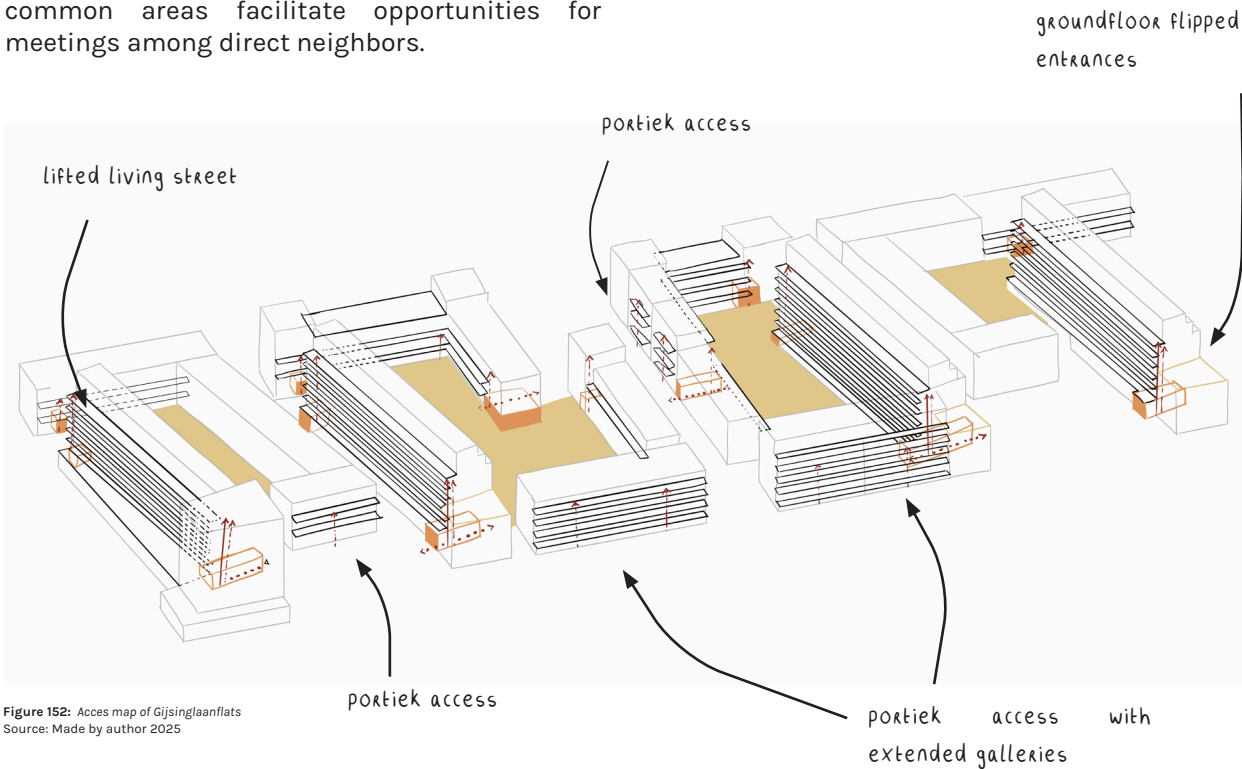 common areas facilitate opportunities for
meetings among direct neighbors.
groundfloor flipped
entrances
portiek access
lifted living street
portiek access
Figure 152: Acces map of Gijsinglaanflats
Source: Made by author 2025
portiek access with
extended galleries